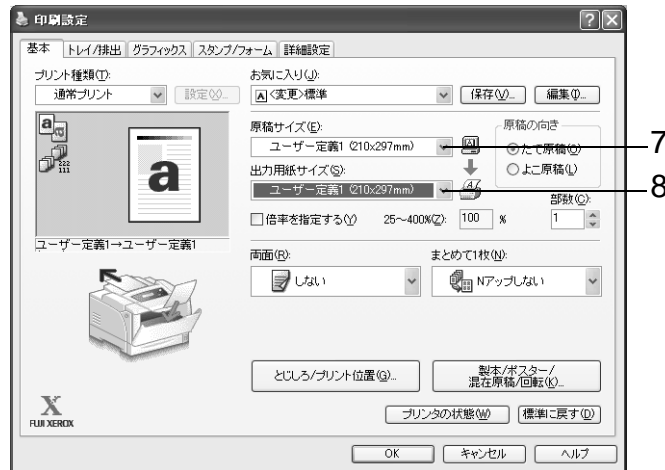 印刷設定
基本 トレイ/排出 グラフィックス スタンプ/フォーム 詳細設定
プリント種類(T):
通常プリント 設定(X)...
お気に入り(J):
A <変更>標準 保存(V)... 編集(I)...
原稿サイズ(E):
ユーザー定義1 (210x297mm) 7
原稿の向き
たて原稿(O)
よこ原稿(L)
出力用紙サイズ(S):
ユーザー定義1 (210x297mm) 8
倍率を指定する(Y) 25～400%(Z): 100 %
部数(C):
1
a
222
111
a
ユーザー定義1→ユーザー定義1
両面(R):
しない
まとめて1枚(N):
Nアップしない
とじしろ/プリント位置(G)...
製本/ポスター/
混在原稿/回転(K)...
X
FUJI XEROX
プリンタの状態(W) 標準に戻す(D)
OK キャンセル ヘルプ